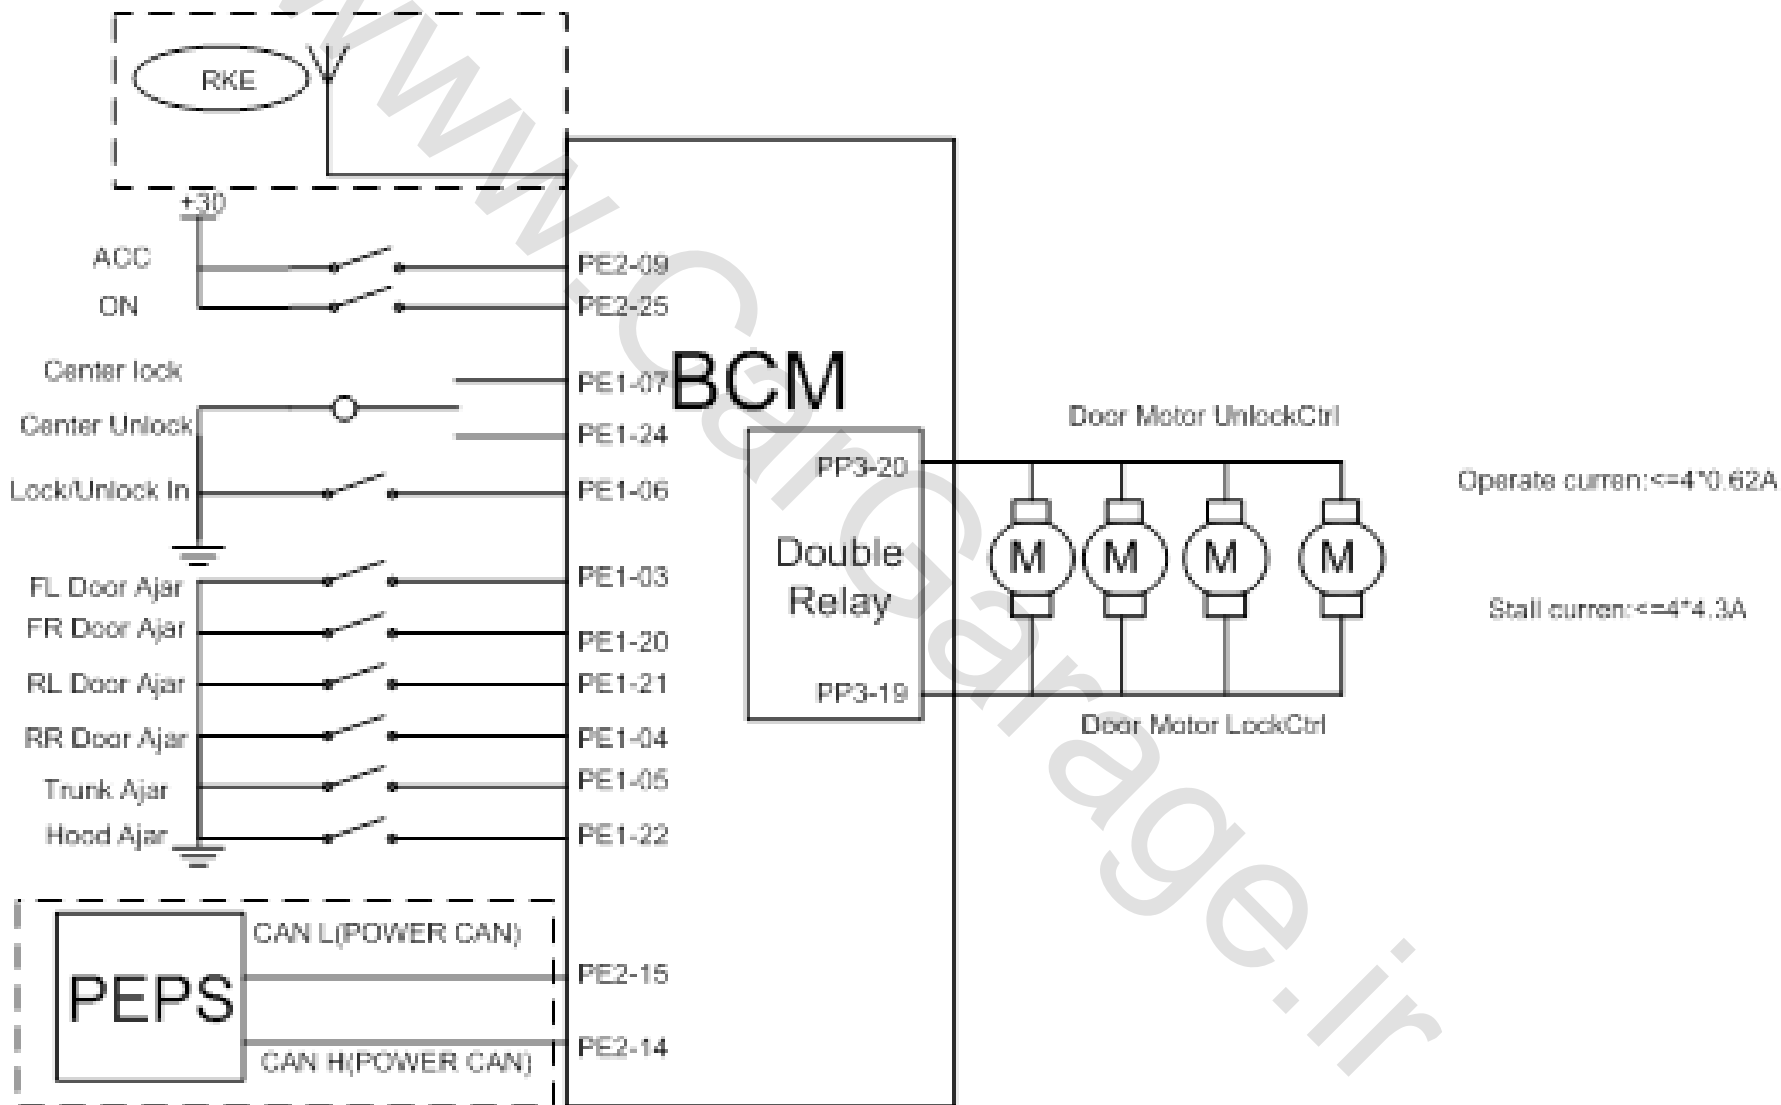 RKE
+30
ACC
PE2-09
ON
PE2-25
Center lock
PE1-07
BCM
Center Unlock
PE1-24
Lock/Unlock In
PE1-06
FL Door Ajar
PE1-03
FR Door Ajar
PE1-20
RL Door Ajar
PE1-21
RR Door Ajar
PE1-04
Trunk Ajar
PE1-05
Hood Ajar
PE1-22
Door Motor UnlockCtrl
PP3-20
Operate curren:<=4*0.62A
Double
Relay
M
M
M
M
Stall curren:<=4*4.3A
PP3-19
Door Motor LockCtrl
PEPS
CAN L(POWER CAN)
PE2-15
CAN H(POWER CAN)
PE2-14
www.CarGarage.ir